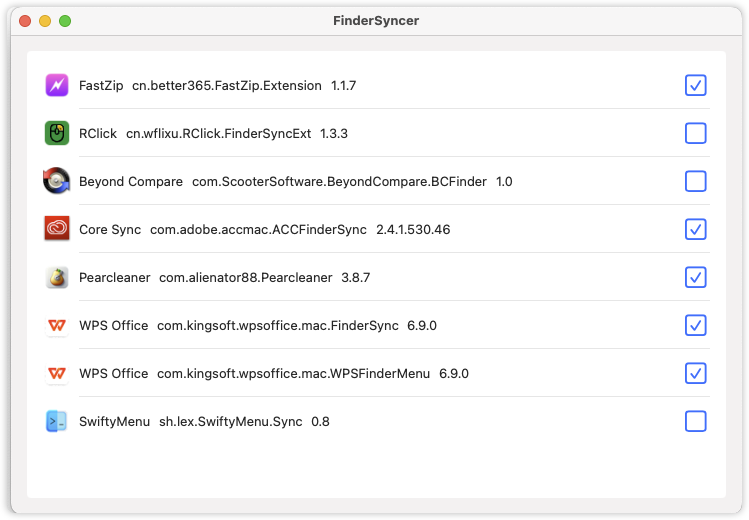 FinderSyncer
FastZip cn.better365.FastZip.Extension 1.1.7
RClick cn.wflixu.RClick.FinderSyncExt 1.3.3
Beyond Compare com.ScooterSoftware.BeyondCompare.BCFinder 1.0
Core Sync com.adobe.accmac.ACCFinderSync 2.4.1.530.46
Pearcleaner com.alienator88.Pearcleaner 3.8.7
WPS Office com.kingsoft.wpsoffice.mac.FinderSync 6.9.0
WPS Office com.kingsoft.wpsoffice.mac.WPSFinderMenu 6.9.0
SwiftyMenu sh.lex.SwiftyMenu.Sync 0.8